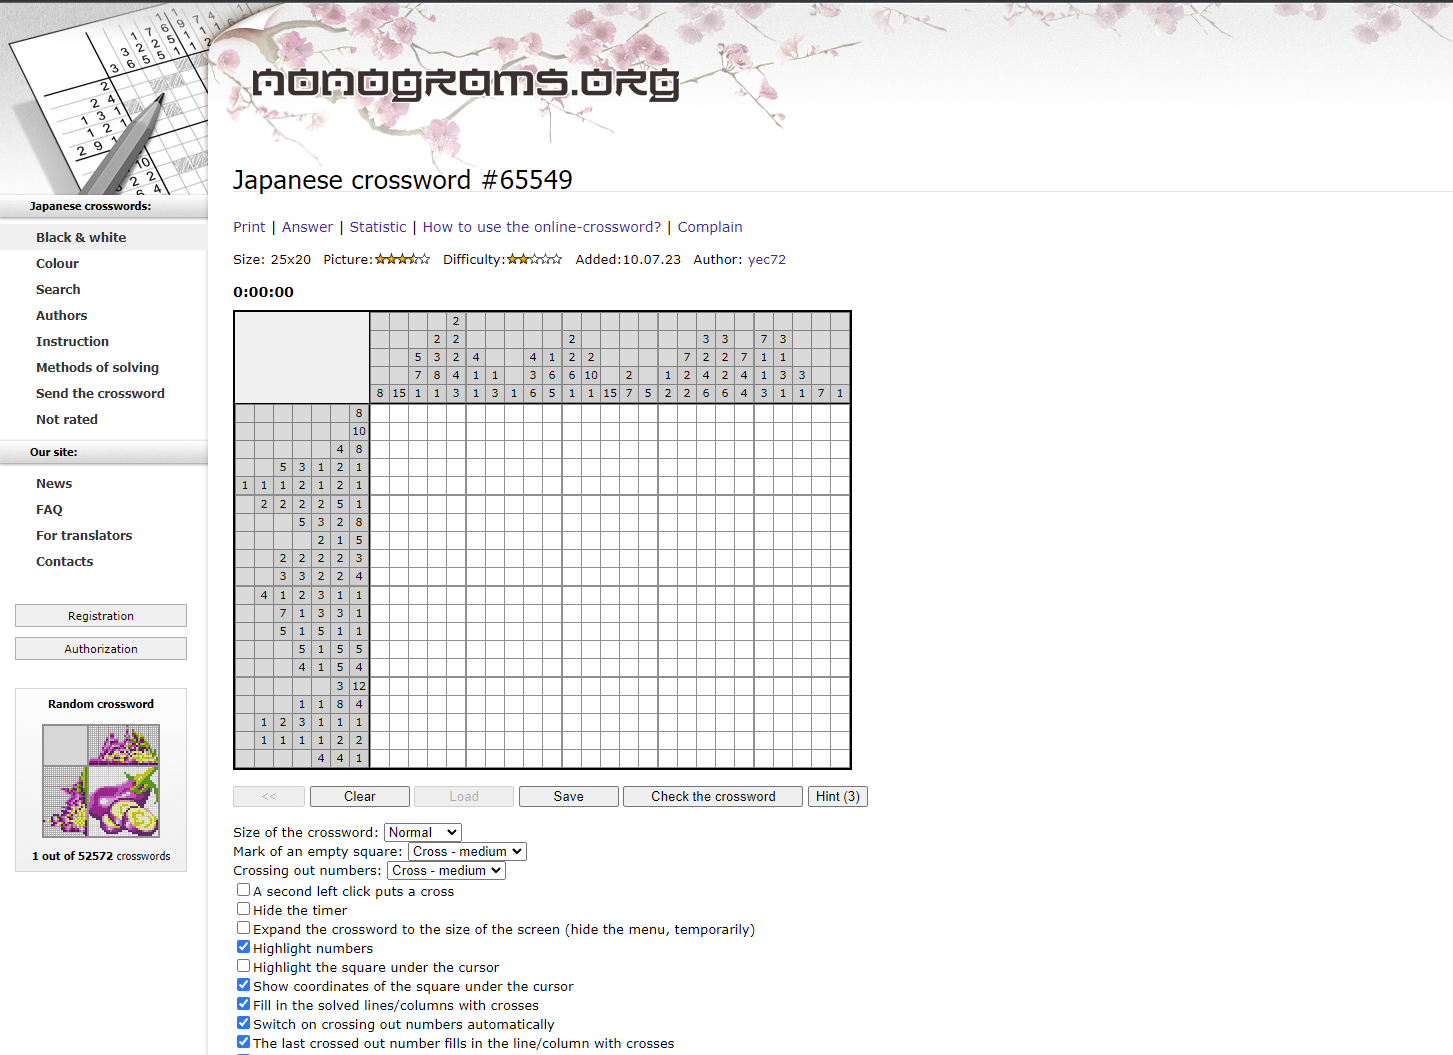 nonograms.org
Japanese crossword #65549
Japanese crosswords:
Black & white
Colour
Search
Authors
Instruction
Methods of solving
Send the crossword
Not rated
Our site:
News
FAQ
For translators
Contacts
Registration
Authorization
Random crossword
1 out of 52572 crosswords
Print | Answer | Statistic | How to use the online-crossword? | Complain
Size: 25x20 Picture: Difficulty: Added:10.07.23 Author: yec72
0:00:00
2
2 2 2 3 3 7 3
5 3 2 4 4 1 2 2 7 2 2 7 1 1
7 8 4 1 1 3 6 6 10 2 1 2 4 2 4 1 3 3
8 15 1 1 3 1 3 1 6 5 1 1 15 7 5 2 2 6 6 4 3 1 1 7 1
8
10
4 8
5 3 1 2 1
1 1 1 2 1 2 1
2 2 2 2 5 1
5 3 2 8
2 1 5
2 2 2 2 3
3 3 2 2 4
4 1 2 3 1 1
7 1 3 3 1
5 1 5 1 1
5 1 5 5
4 1 5 4
3 12
1 1 8 4
1 2 3 1 1 1
1 1 1 1 2 2
4 4 1
<< Clear Load Save Check the crossword Hint (3)
Size of the crossword: Normal
Mark of an empty square: Cross - medium
Crossing out numbers: Cross - medium
A second left click puts a cross
Hide the timer
Expand the crossword to the size of the screen (hide the menu, temporarily)
Highlight numbers
Highlight the square under the cursor
Show coordinates of the square under the cursor
Fill in the solved lines/columns with crosses
Switch on crossing out numbers automatically
The last crossed out number fills in the line/column with crosses